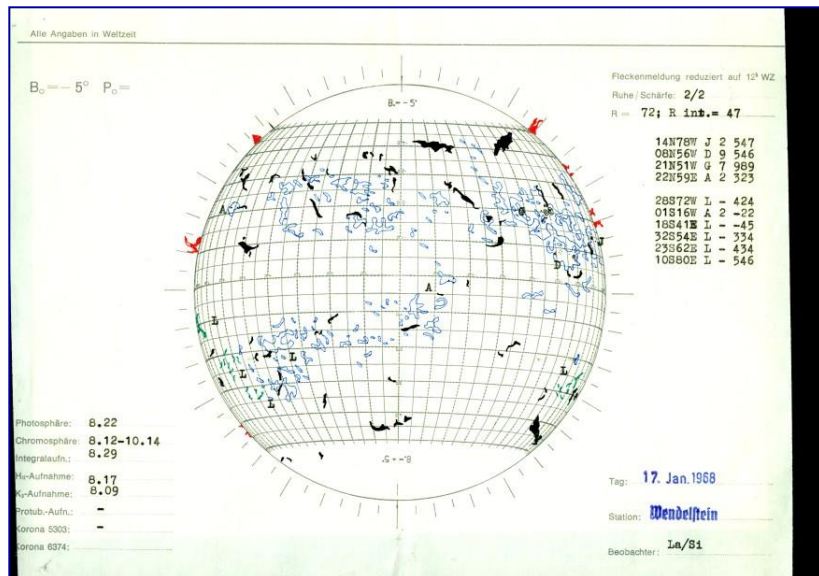 Alle Angaben in Weltzeit
B₀=– 5° P₀=
Fleckenmeldung reduziert auf 12ʰ WZ
Ruhe/Schärfe: 2/2
R = 72; R int.= 47
14N78W J 2 547
08N56W D 9 546
21N51W G 7 989
22N59E A 2 323
28S72W L - 424
01S16W A 2 -22
18S41E L - -45
32S54E L - 334
23S62E L - 434
10S80E L - 546
B.=- 5°
A
G
J
D
A
L
L
L
L
L
B.=-5.
Photosphäre: 8.22
Chromosphäre: 8.12-10.14
Integralaufn.: 8.29
Hα-Aufnahme: 8.17
K₃-Aufnahme: 8.09
Protub.-Aufn.: -
Korona 5303: -
Korona 6374:
Tag: 17. Jan. 1968
Station: Wendelstein
Beobachter: La/Si